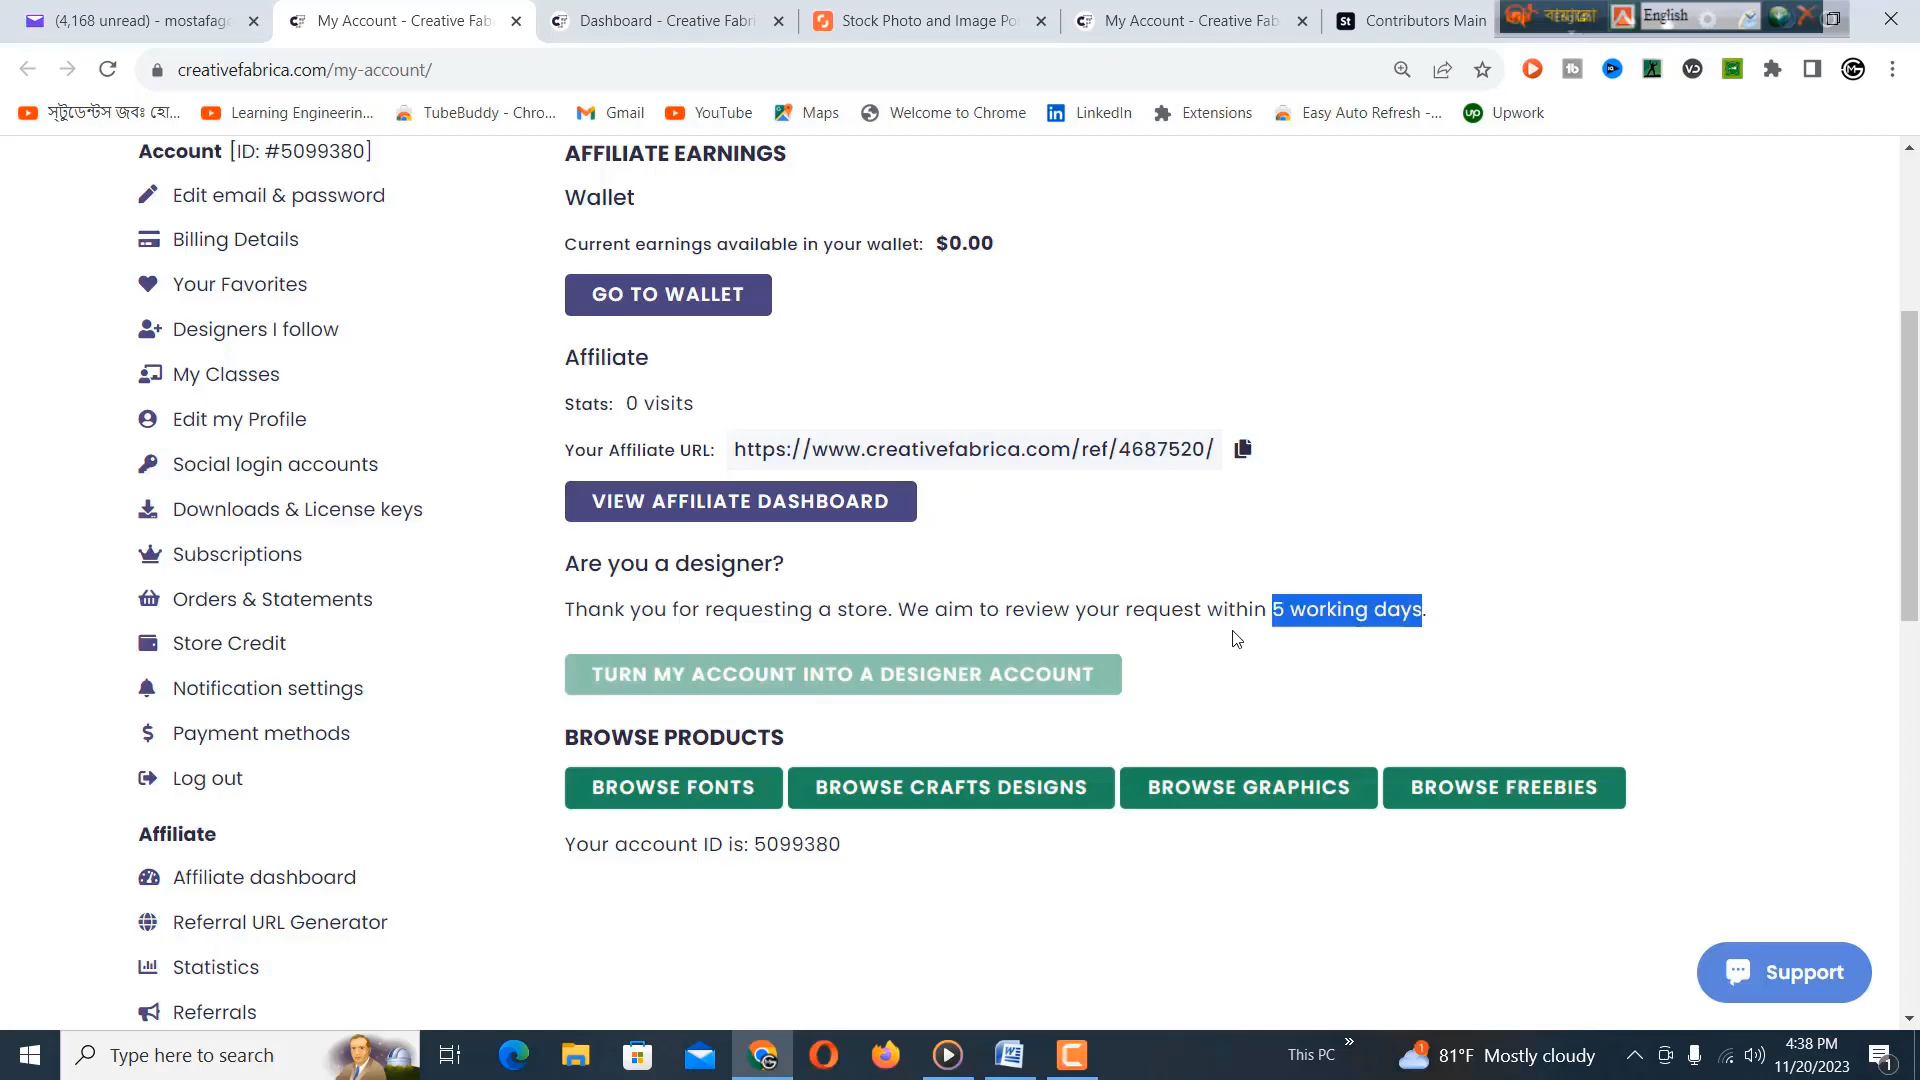 (4,168 unread) - mostafag
My Account - Creative Fab
Dashboard - Creative Fabri
Stock Photo and Image Po
My Account - Creative Fab
St Contributors Main
English
creativefabrica.com/my-account/
স্টুডেন্টস জবঃ হো...
Learning Engineerin...
TubeBuddy - Chro...
Gmail
YouTube
Maps
Welcome to Chrome
LinkedIn
Extensions
Easy Auto Refresh -...
Upwork
Account [ID: #5099380]
Edit email & password
Billing Details
Your Favorites
Designers I follow
My Classes
Edit my Profile
Social login accounts
Downloads & License keys
Subscriptions
Orders & Statements
Store Credit
Notification settings
Payment methods
Log out
Affiliate
Affiliate dashboard
Referral URL Generator
Statistics
Referrals
AFFILIATE EARNINGS
Wallet
Current earnings available in your wallet: $0.00
GO TO WALLET
Affiliate
Stats: 0 visits
Your Affiliate URL: https://www.creativefabrica.com/ref/4687520/
VIEW AFFILIATE DASHBOARD
Are you a designer?
Thank you for requesting a store. We aim to review your request within 5 working days.
TURN MY ACCOUNT INTO A DESIGNER ACCOUNT
BROWSE PRODUCTS
BROWSE FONTS BROWSE CRAFTS DESIGNS BROWSE GRAPHICS BROWSE FREEBIES
Your account ID is: 5099380
Support
Type here to search
This PC
81°F Mostly cloudy
4:38 PM
11/20/2023